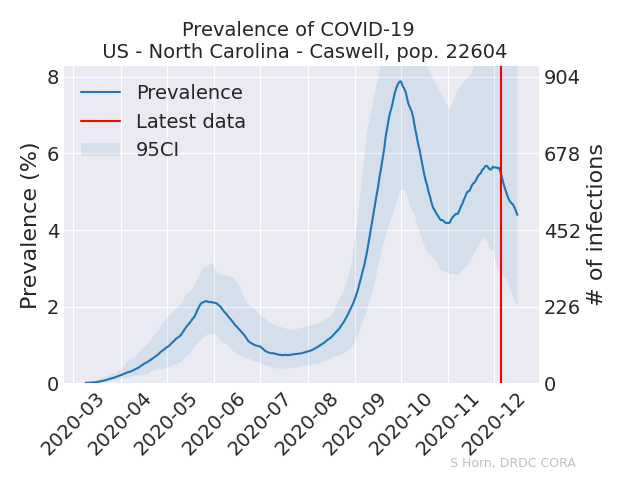 Prevalence of COVID-19
US - North Carolina - Caswell, pop. 22604
Prevalence (%)
8
6
4
2
0
Prevalence
Latest data
95CI
904
678
452
226
0
# of infections
2020-03
2020-04
2020-05
2020-06
2020-07
2020-08
2020-09
2020-10
2020-11
2020-12
S Horn, DRDC CORA